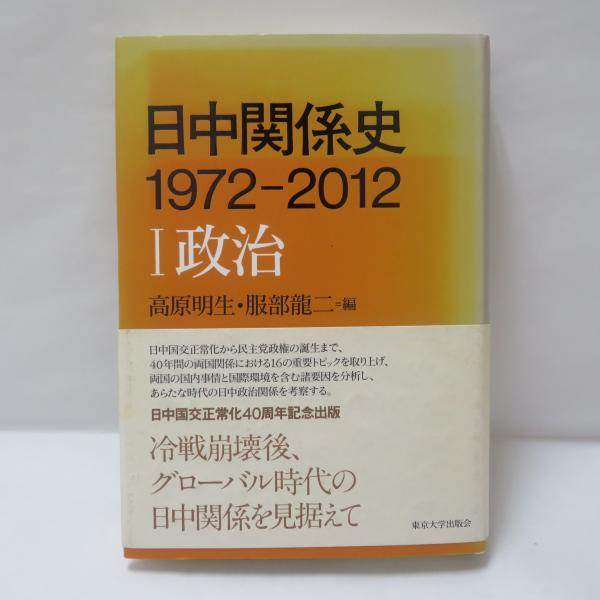 日中関係史
1972-2012
I 政治
高原明生・服部龍二=編
日中国交正常化から民主党政権の誕生まで、
40年間の両国関係における16の重要トピックを取り上げ、
両国の国内事情と国際環境を含む諸要因を分析し、
あらたな時代の日中政治関係を考察する。
日中国交正常化40周年記念出版
冷戦崩壊後、
グローバル時代の
日中関係を見据えて
東京大学出版会